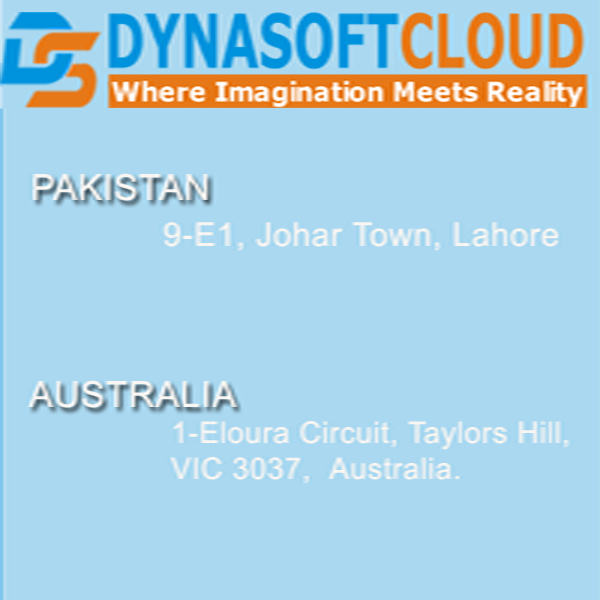 DS DYNASOFTCLOUD
Where Imagination Meets Reality
PAKISTAN
9-E1, Johar Town, Lahore
AUSTRALIA
1-Eloura Circuit, Taylors Hill,
VIC 3037, Australia.